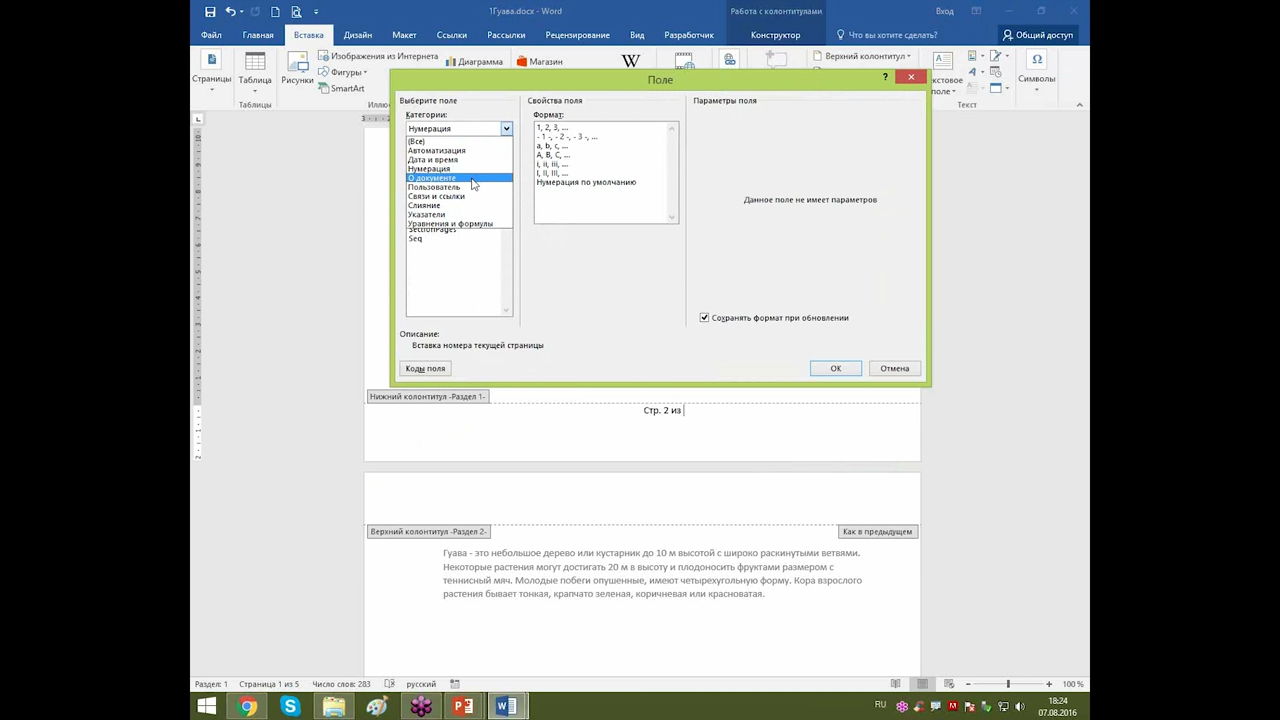 1Гуава.docx - Word
Работа с колонтитулами
Вход
Файл
Главная
Вставка
Дизайн
Макет
Ссылки
Рассылки
Рецензирование
Вид
Разработчик
Конструктор
Что вы хотите сделать?
Общий доступ
Страницы
Таблица
Рисунки
Изображения из Интернета
Фигуры
SmartArt
Диаграмма
Магазин
W
Верхний колонтитул
Символы
Таблицы
Текст
Поле
?
Выберите поле
Категории:
Нумерация
(Все)
Автоматизация
Дата и время
Нумерация
О документе
Пользователь
Связи и ссылки
Слияние
Указатели
Уравнения и формулы
SectionPages
Seq
Свойства поля
Формат:
1, 2, 3, ...
- 1 -, - 2 -, - 3 -, ...
a, b, c, ...
A, B, C, ...
i, ii, iii, ...
I, II, III, ...
Нумерация по умолчанию
Параметры поля
Данное поле не имеет параметров
Сохранять формат при обновлении
Описание:
Вставка номера текущей страницы
Коды поля
ОК
Отмена
Нижний колонтитул -Раздел 1-
Стр. 2 из
Верхний колонтитул -Раздел 2-
Как в предыдущем
Гуава - это небольшое дерево или кустарник до 10 м высотой с широко раскинутыми ветвями.
Некоторые растения могут достигать 20 м в высоту и плодоносить фруктами размером с
теннисный мяч. Молодые побеги опушенные, имеют четырехугольную форму. Кора взрослого
растения бывает тонкая, крапчато зеленая, коричневая или красноватая.
Раздел: 1
Страница 1 из 5
Число слов: 283
русский
100 %
RU
18:24
07.08.2016